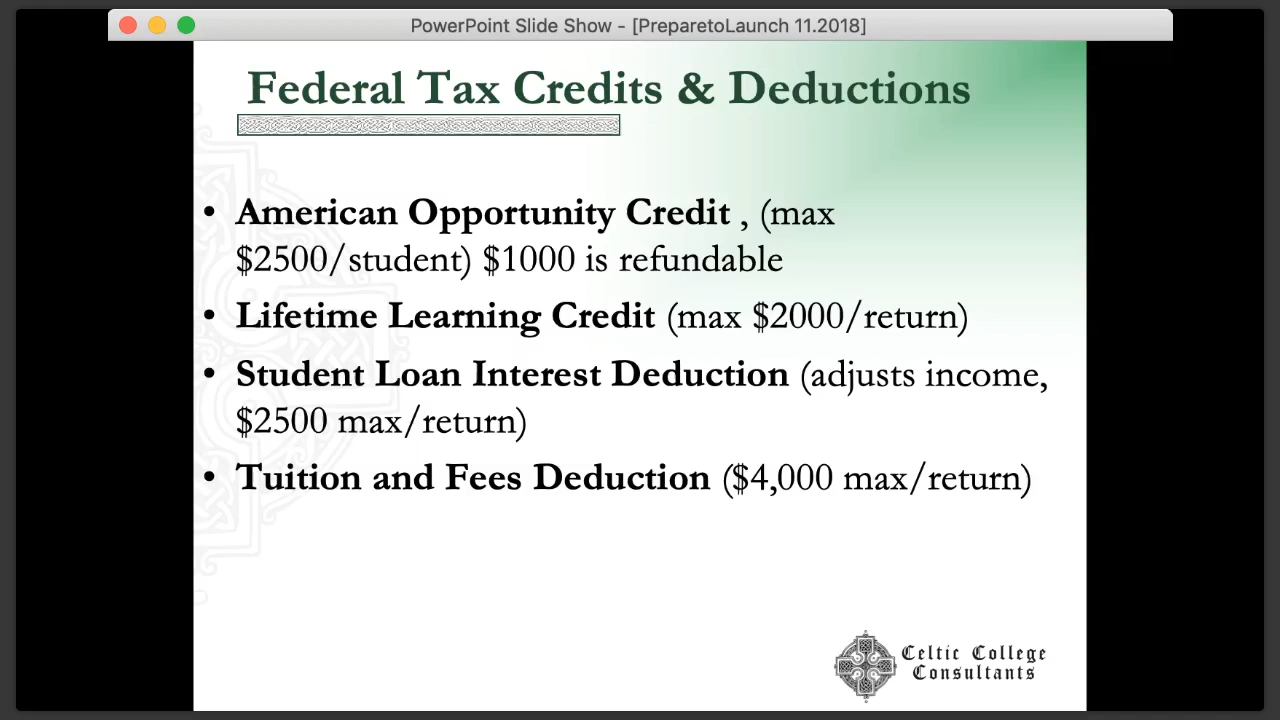 PowerPoint Slide Show - [PreparetoLaunch 11.2018]
Federal Tax Credits & Deductions
• American Opportunity Credit , (max
$2500/student) $1000 is refundable
• Lifetime Learning Credit (max $2000/return)
• Student Loan Interest Deduction (adjusts income,
$2500 max/return)
• Tuition and Fees Deduction ($4,000 max/return)
Celtic College
Consultants